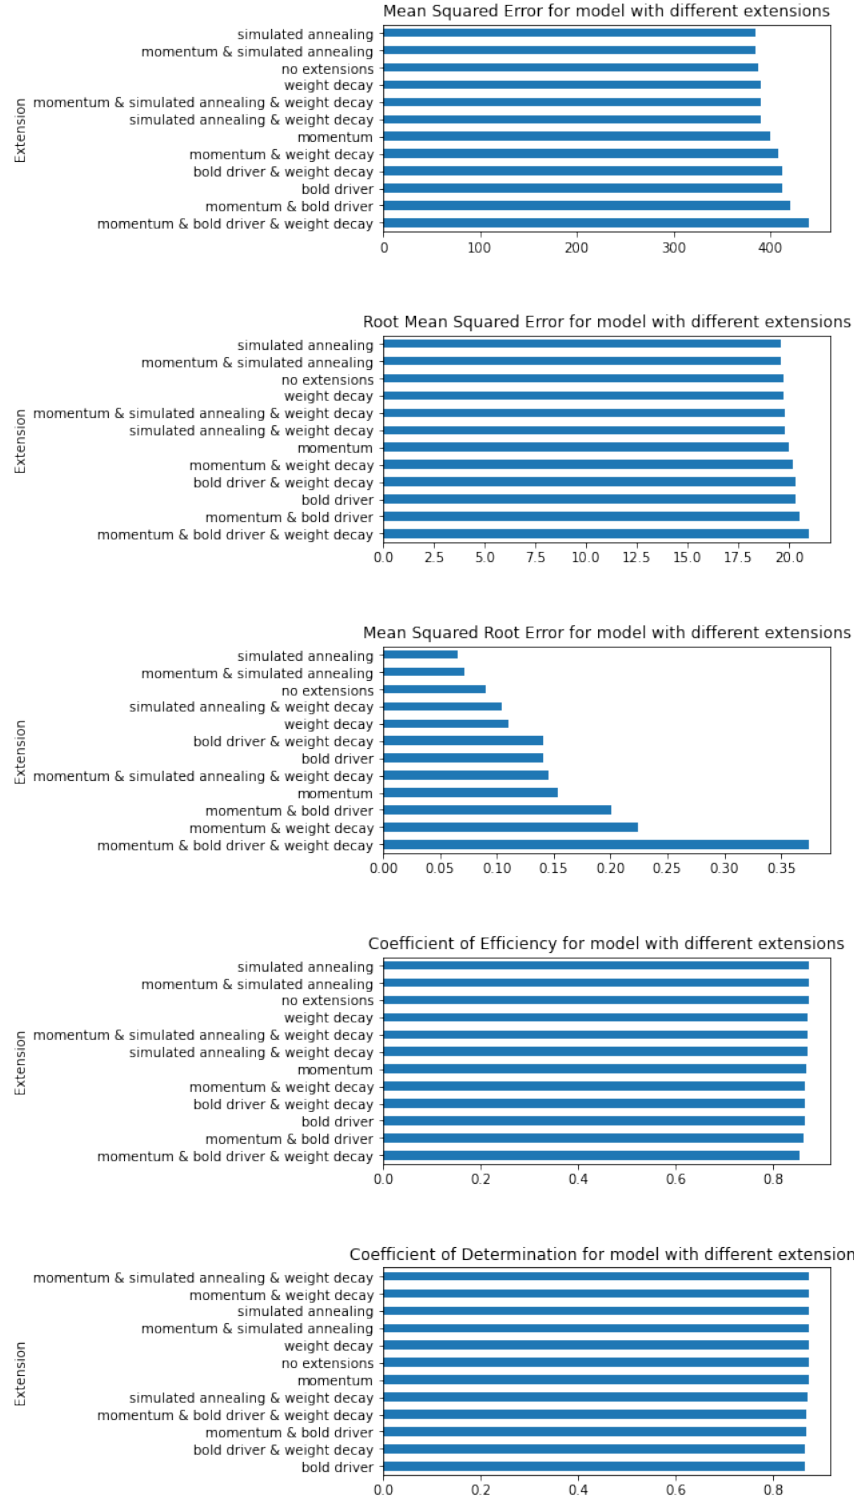 Mean Squared Error for model with different extensions
simulated annealing
momentum & simulated annealing
no extensions
weight decay
momentum & simulated annealing & weight decay
simulated annealing & weight decay
momentum
momentum & weight decay
bold driver & weight decay
bold driver
momentum & bold driver
momentum & bold driver & weight decay
Extension
0 100 200 300 400
Root Mean Squared Error for model with different extensions
simulated annealing
momentum & simulated annealing
no extensions
weight decay
momentum & simulated annealing & weight decay
simulated annealing & weight decay
momentum
momentum & weight decay
bold driver & weight decay
bold driver
momentum & bold driver
momentum & bold driver & weight decay
Extension
0.0 2.5 5.0 7.5 10.0 12.5 15.0 17.5 20.0
Mean Squared Root Error for model with different extensions
simulated annealing
momentum & simulated annealing
no extensions
simulated annealing & weight decay
weight decay
bold driver & weight decay
bold driver
momentum & simulated annealing & weight decay
momentum
momentum & bold driver
momentum & weight decay
momentum & bold driver & weight decay
Extension
0.00 0.05 0.10 0.15 0.20 0.25 0.30 0.35
Coefficient of Efficiency for model with different extensions
simulated annealing
momentum & simulated annealing
no extensions
weight decay
momentum & simulated annealing & weight decay
simulated annealing & weight decay
momentum
momentum & weight decay
bold driver & weight decay
bold driver
momentum & bold driver
momentum & bold driver & weight decay
Extension
0.0 0.2 0.4 0.6 0.8
Coefficient of Determination for model with different extension
momentum & simulated annealing & weight decay
momentum & weight decay
simulated annealing
momentum & simulated annealing
weight decay
no extensions
momentum
simulated annealing & weight decay
momentum & bold driver & weight decay
momentum & bold driver
bold driver & weight decay
bold driver
Extension
0.0 0.2 0.4 0.6 0.8